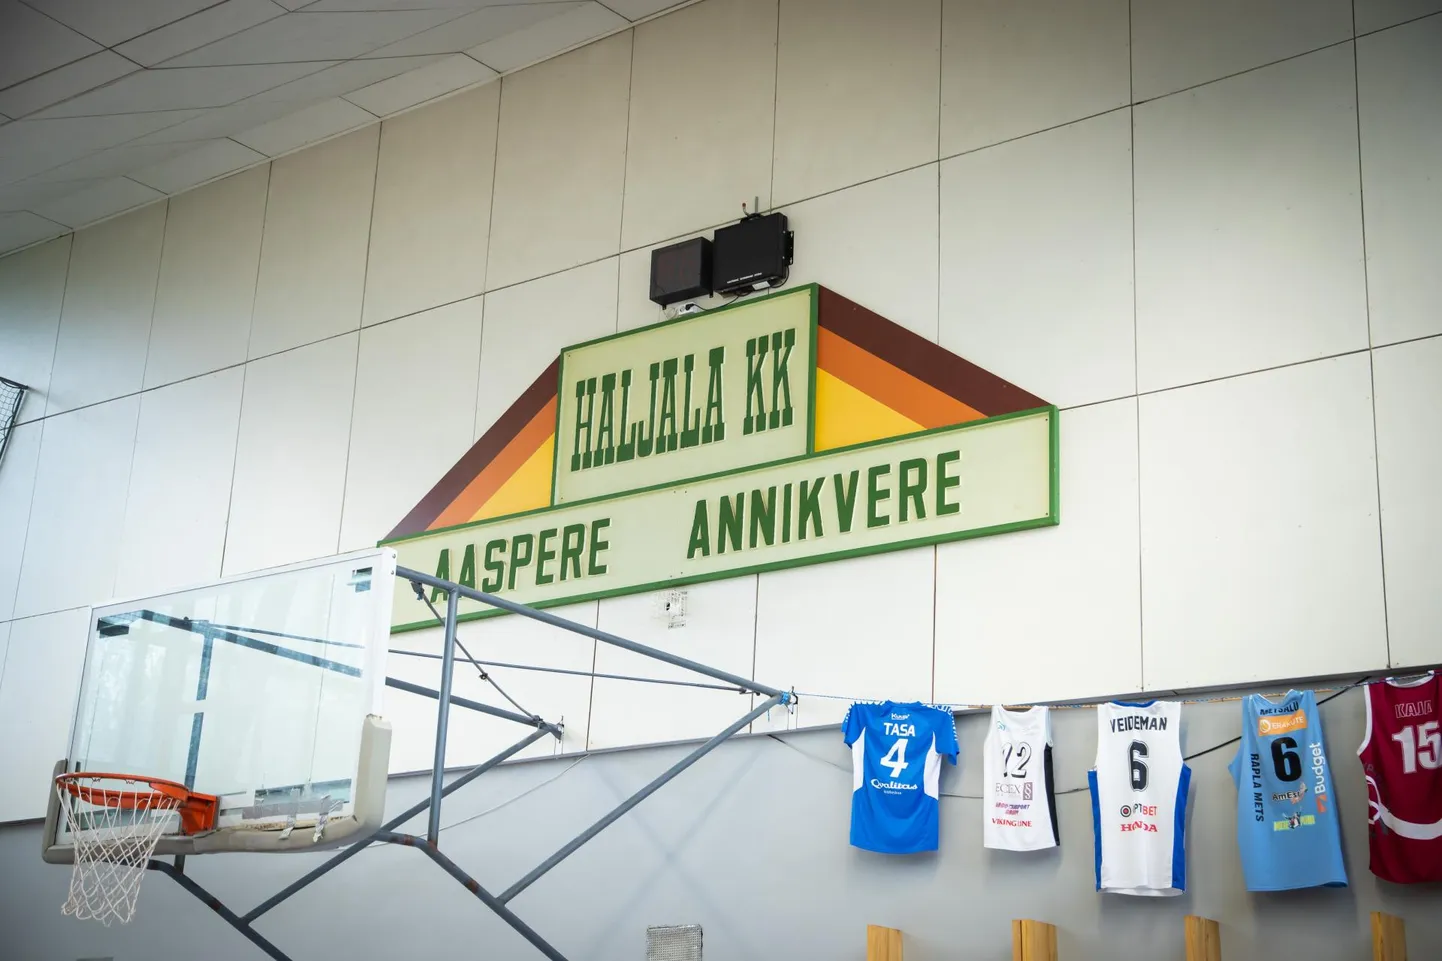 HALJALA KK
AASPERE ANNIKVERE
TASA
4
Qvalitas
12
VIKING LINE
VEIDEMAN
6
OPTIBET
HONDA
6
RAPLA METS
Budget
KAJA
15